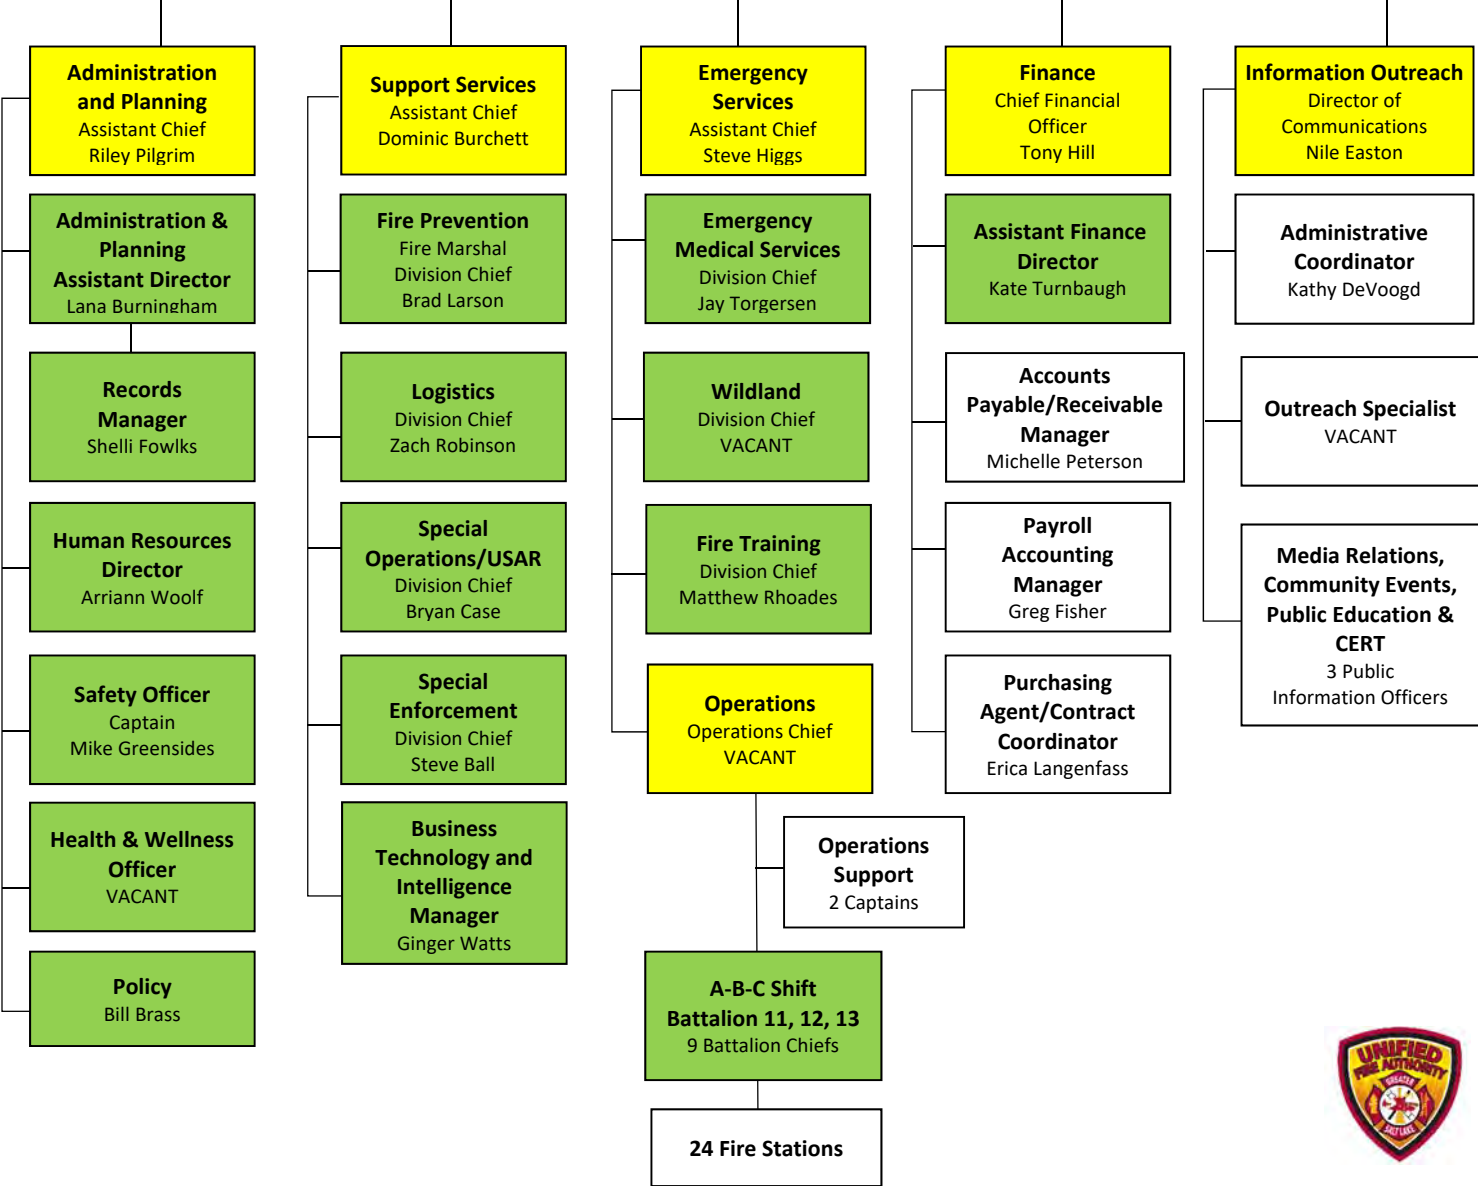 Administration
and Planning
Assistant Chief
Riley Pilgrim
Administration &
Planning
Assistant Director
Lana Burningham
Records
Manager
Shelli Fowlks
Human Resources
Director
Arriann Woolf
Safety Officer
Captain
Mike Greensides
Health & Wellness
Officer
VACANT
Policy
Bill Brass
Support Services
Assistant Chief
Dominic Burchett
Fire Prevention
Fire Marshal
Division Chief
Brad Larson
Logistics
Division Chief
Zach Robinson
Special
Operations/USAR
Division Chief
Bryan Case
Special
Enforcement
Division Chief
Steve Ball
Business
Technology and
Intelligence
Manager
Ginger Watts
Emergency
Services
Assistant Chief
Steve Higgs
Emergency
Medical Services
Division Chief
Jay Torgersen
Wildland
Division Chief
VACANT
Fire Training
Division Chief
Matthew Rhoades
Operations
Operations Chief
VACANT
Operations
Support
2 Captains
A-B-C Shift
Battalion 11, 12, 13
9 Battalion Chiefs
24 Fire Stations
Finance
Chief Financial
Officer
Tony Hill
Assistant Finance
Director
Kate Turnbaugh
Accounts
Payable/Receivable
Manager
Michelle Peterson
Payroll
Accounting
Manager
Greg Fisher
Purchasing
Agent/Contract
Coordinator
Erica Langenfass
Information Outreach
Director of
Communications
Nile Easton
Administrative
Coordinator
Kathy DeVoogd
Outreach Specialist
VACANT
Media Relations,
Community Events,
Public Education &
CERT
3 Public
Information Officers
UNIFIED
FIRE AUTHORITY
GREATER
SALT LAKE